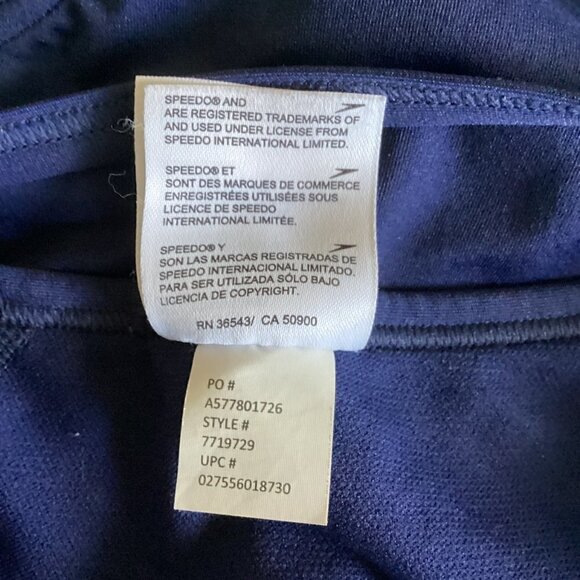 SPEEDO® AND
ARE REGISTERED TRADEMARKS OF
AND USED UNDER LICENSE FROM
SPEEDO INTERNATIONAL LIMITED.
SPEEDO® ET
SONT DES MARQUES DE COMMERCE
ENREGISTRÉES UTILISÉES SOUS
LICENCE DE SPEEDO
INTERNATIONAL LIMITÉE.
SPEEDO® Y
SON LAS MARCAS REGISTRADAS DE
SPEEDO INTERNACIONAL LIMITADO.
PARA SER UTILIZADA SÓLO BAJO
LICENCIA DE COPYRIGHT.
RN 36543/ CA 50900
PO #
A577801726
STYLE #
7719729
UPC #
027556018730